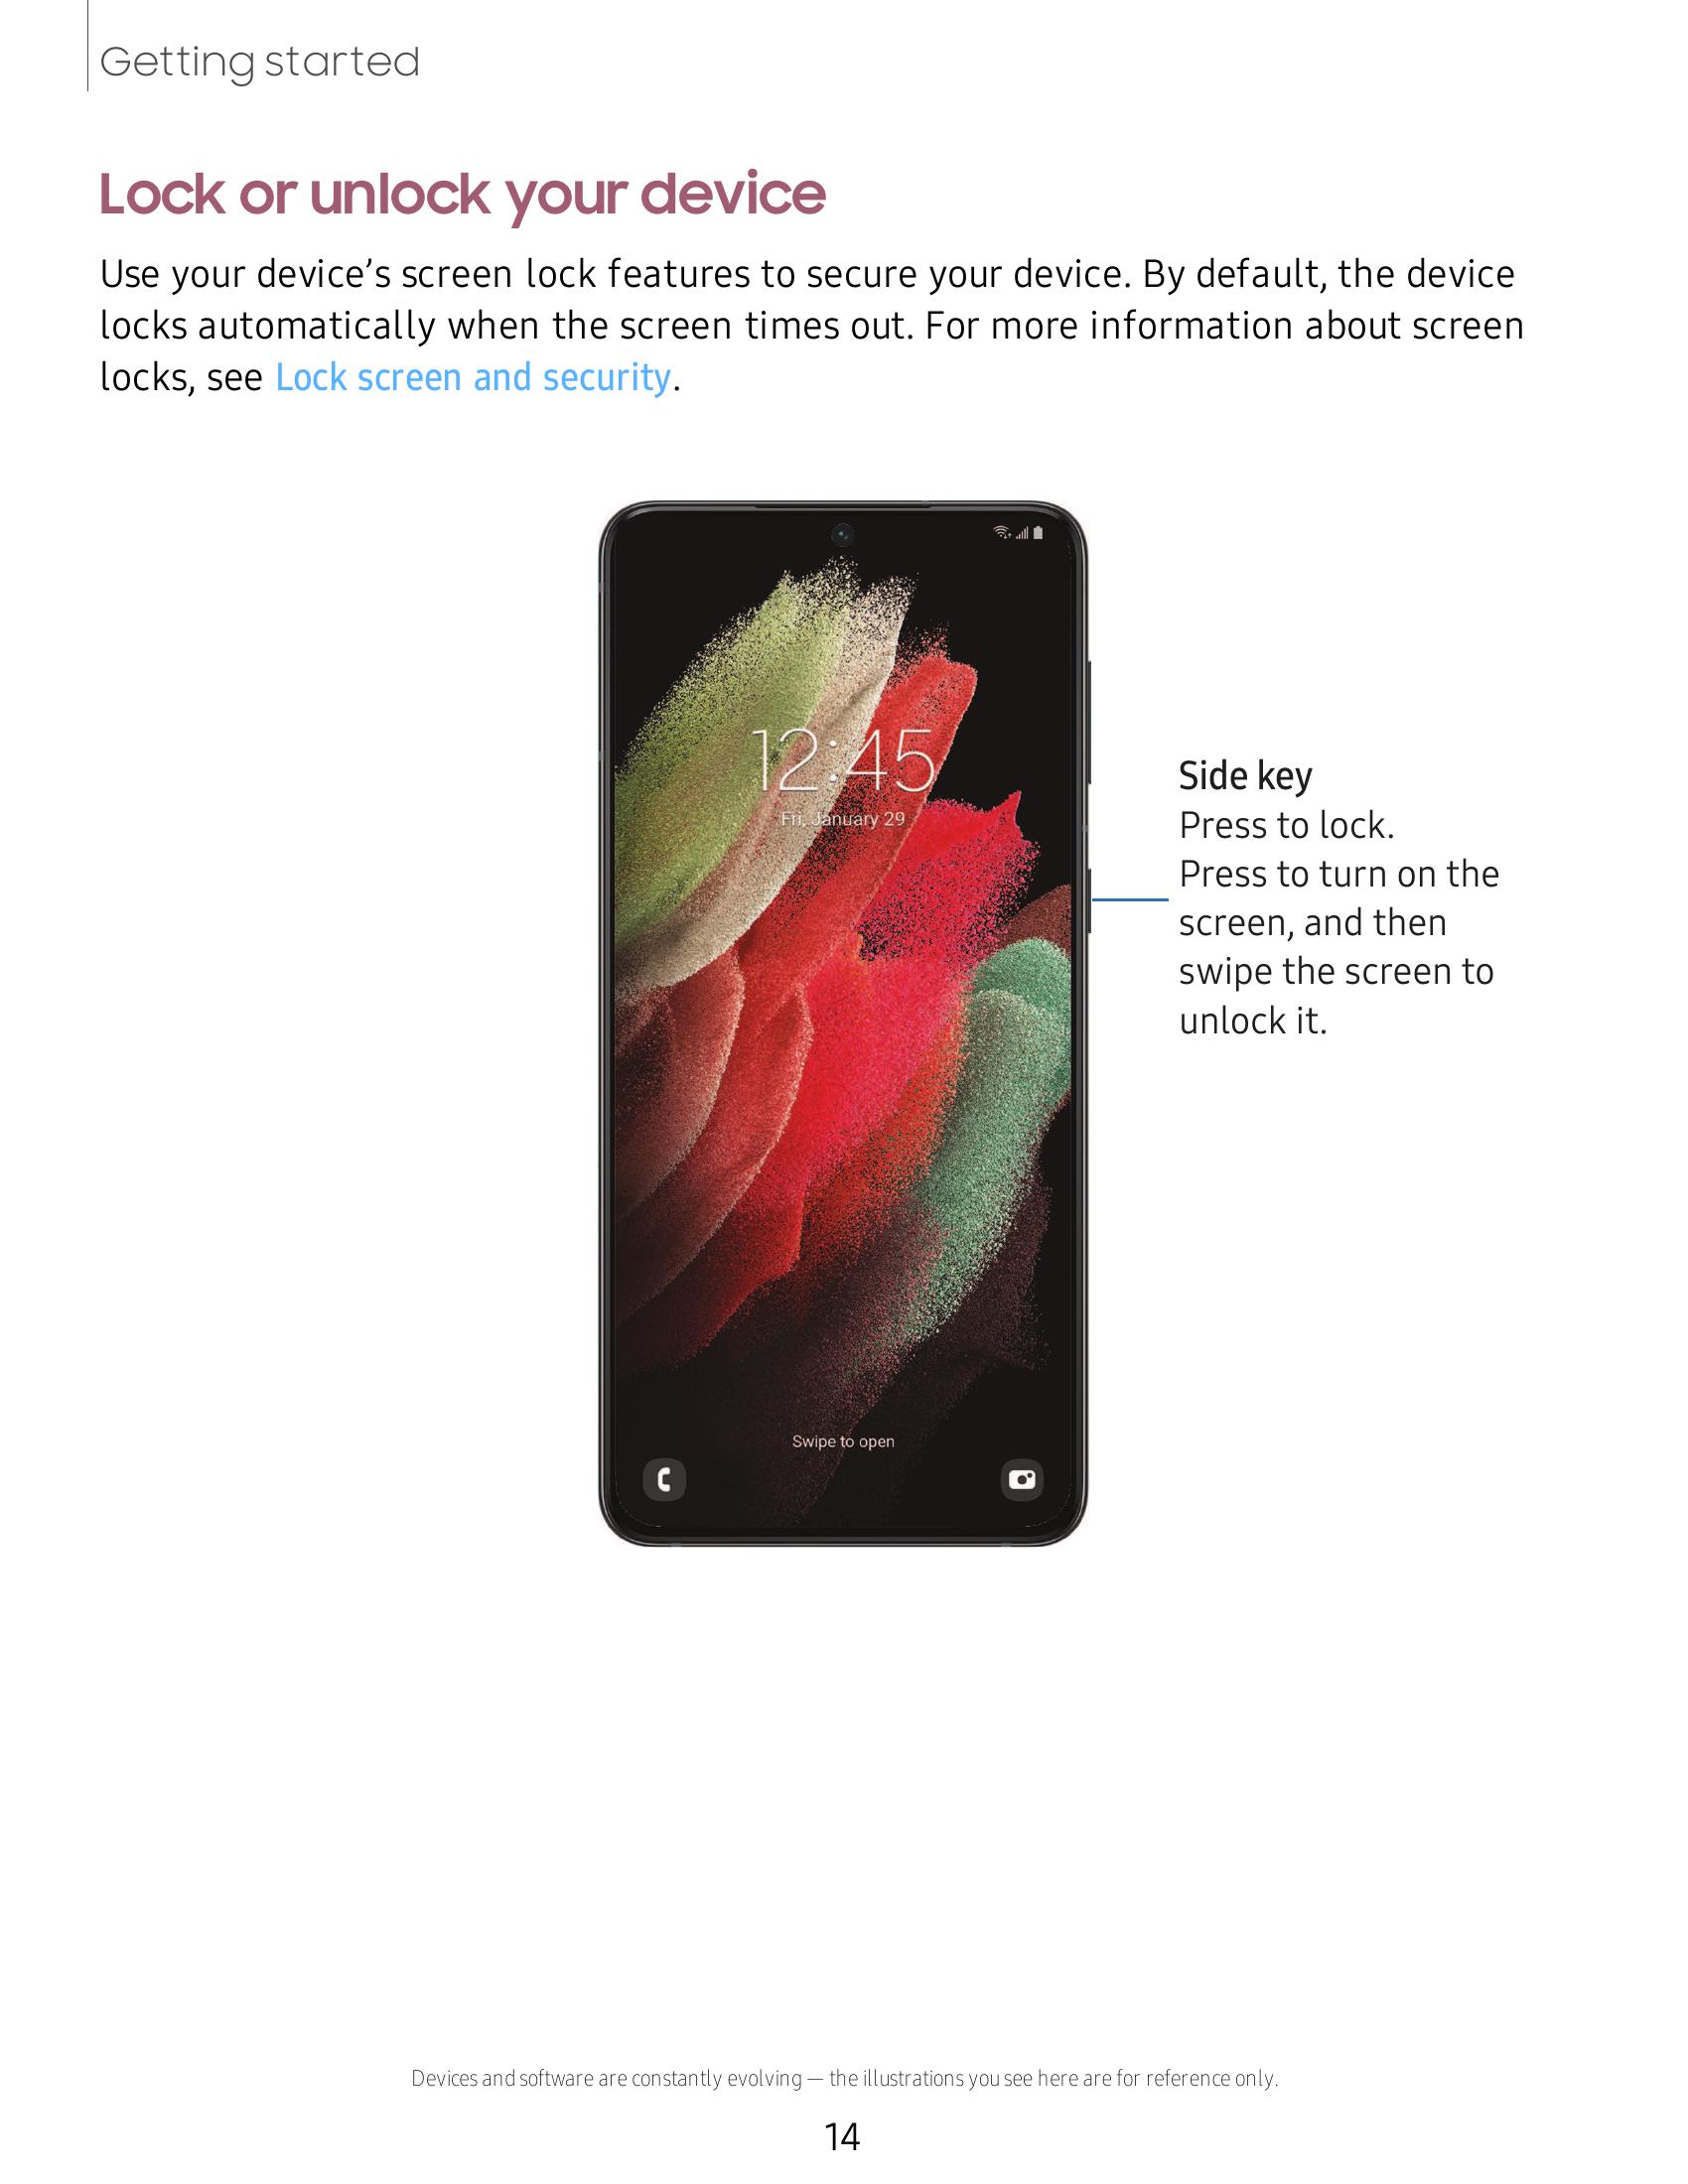 Getting started
Lock or unlock your device
Use your device’s screen lock features to secure your device. By default, the device
locks automatically when the screen times out. For more information about screen
locks, see Lock screen and security.
12:45
Fri, January 29
Side key
Press to lock.
Press to turn on the
screen, and then
swipe the screen to
unlock it.
Swipe to open
Devices and software are constantly evolving — the illustrations you see here are for reference only.
14